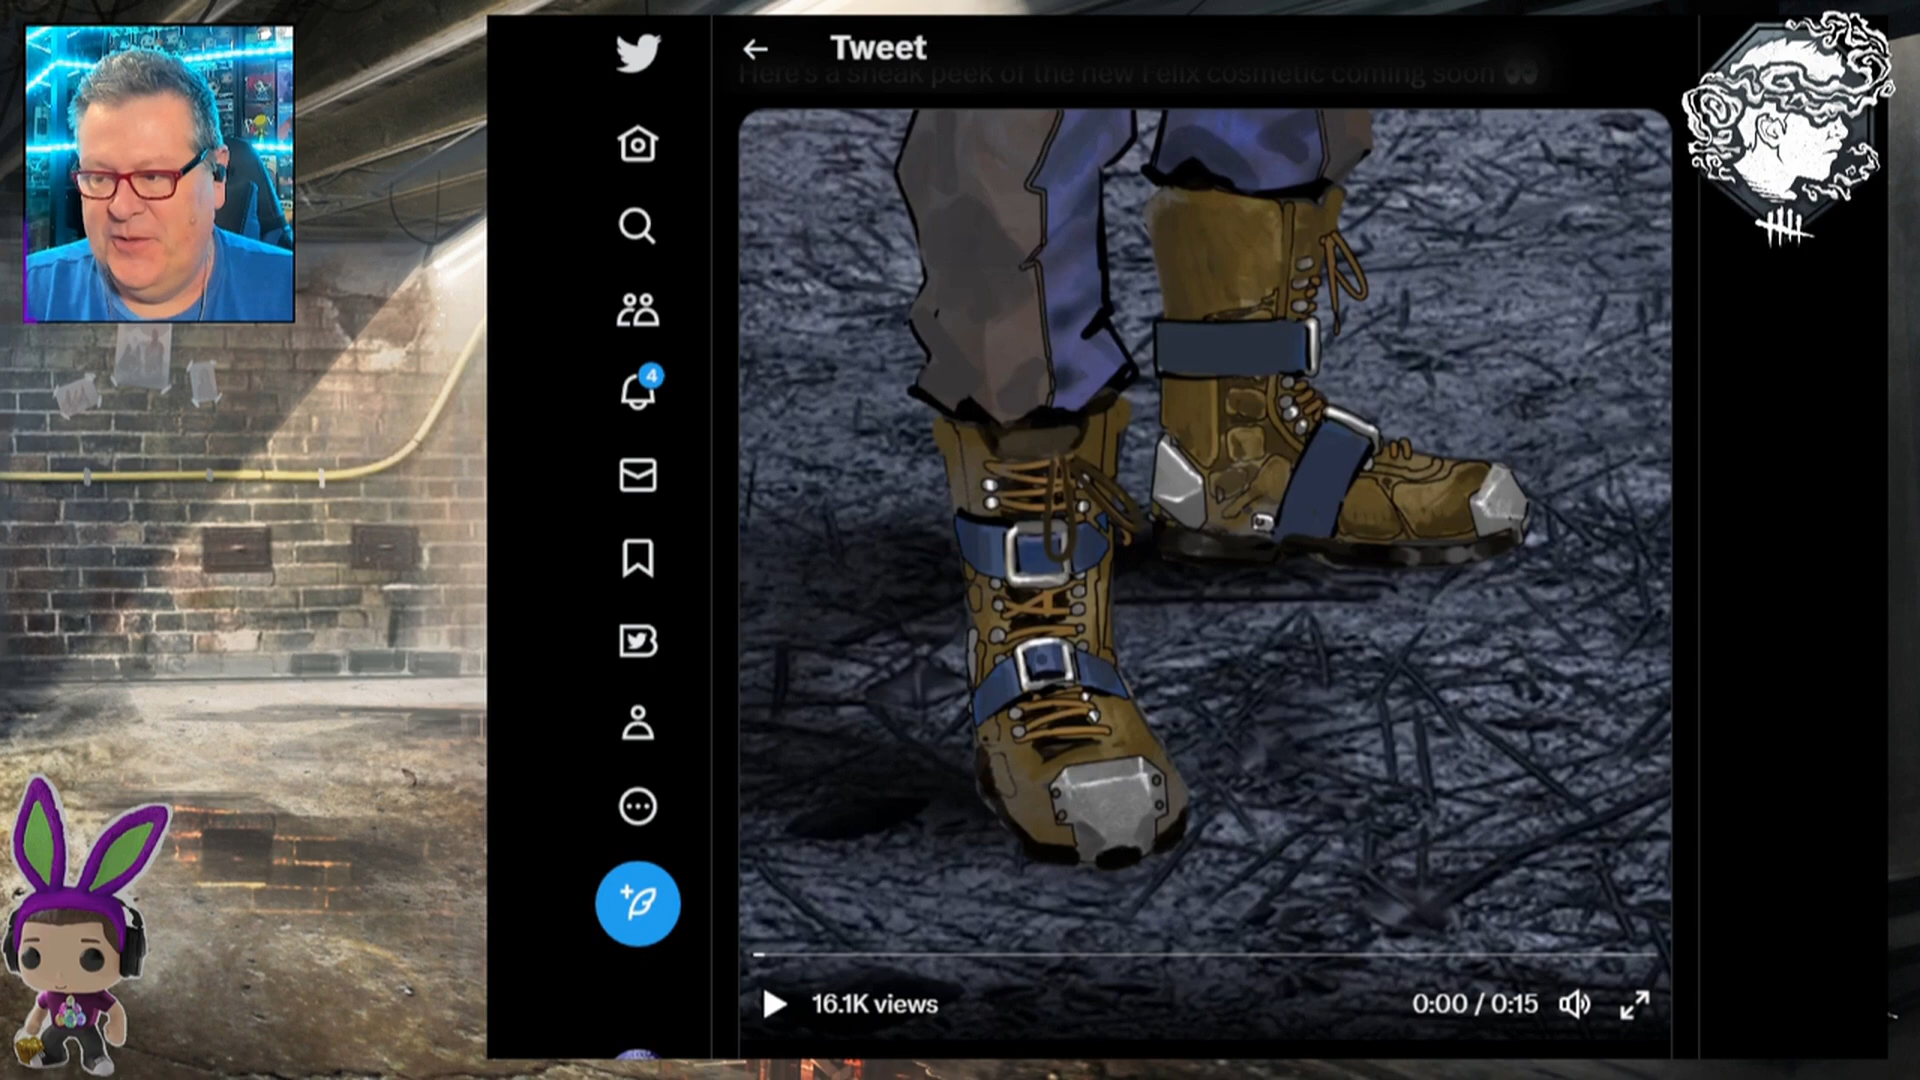 Tweet
Here's a sneak peek of the new Felix cosmetic coming soon 👀
4
16.1K views
0:00 / 0:15